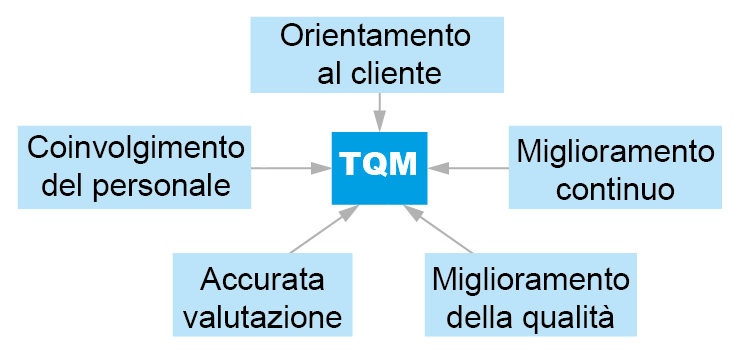 Orientamento
al cliente
Coinvolgimento
del personale
TQM
Miglioramento
continuo
Accurata
valutazione
Miglioramento
della qualità